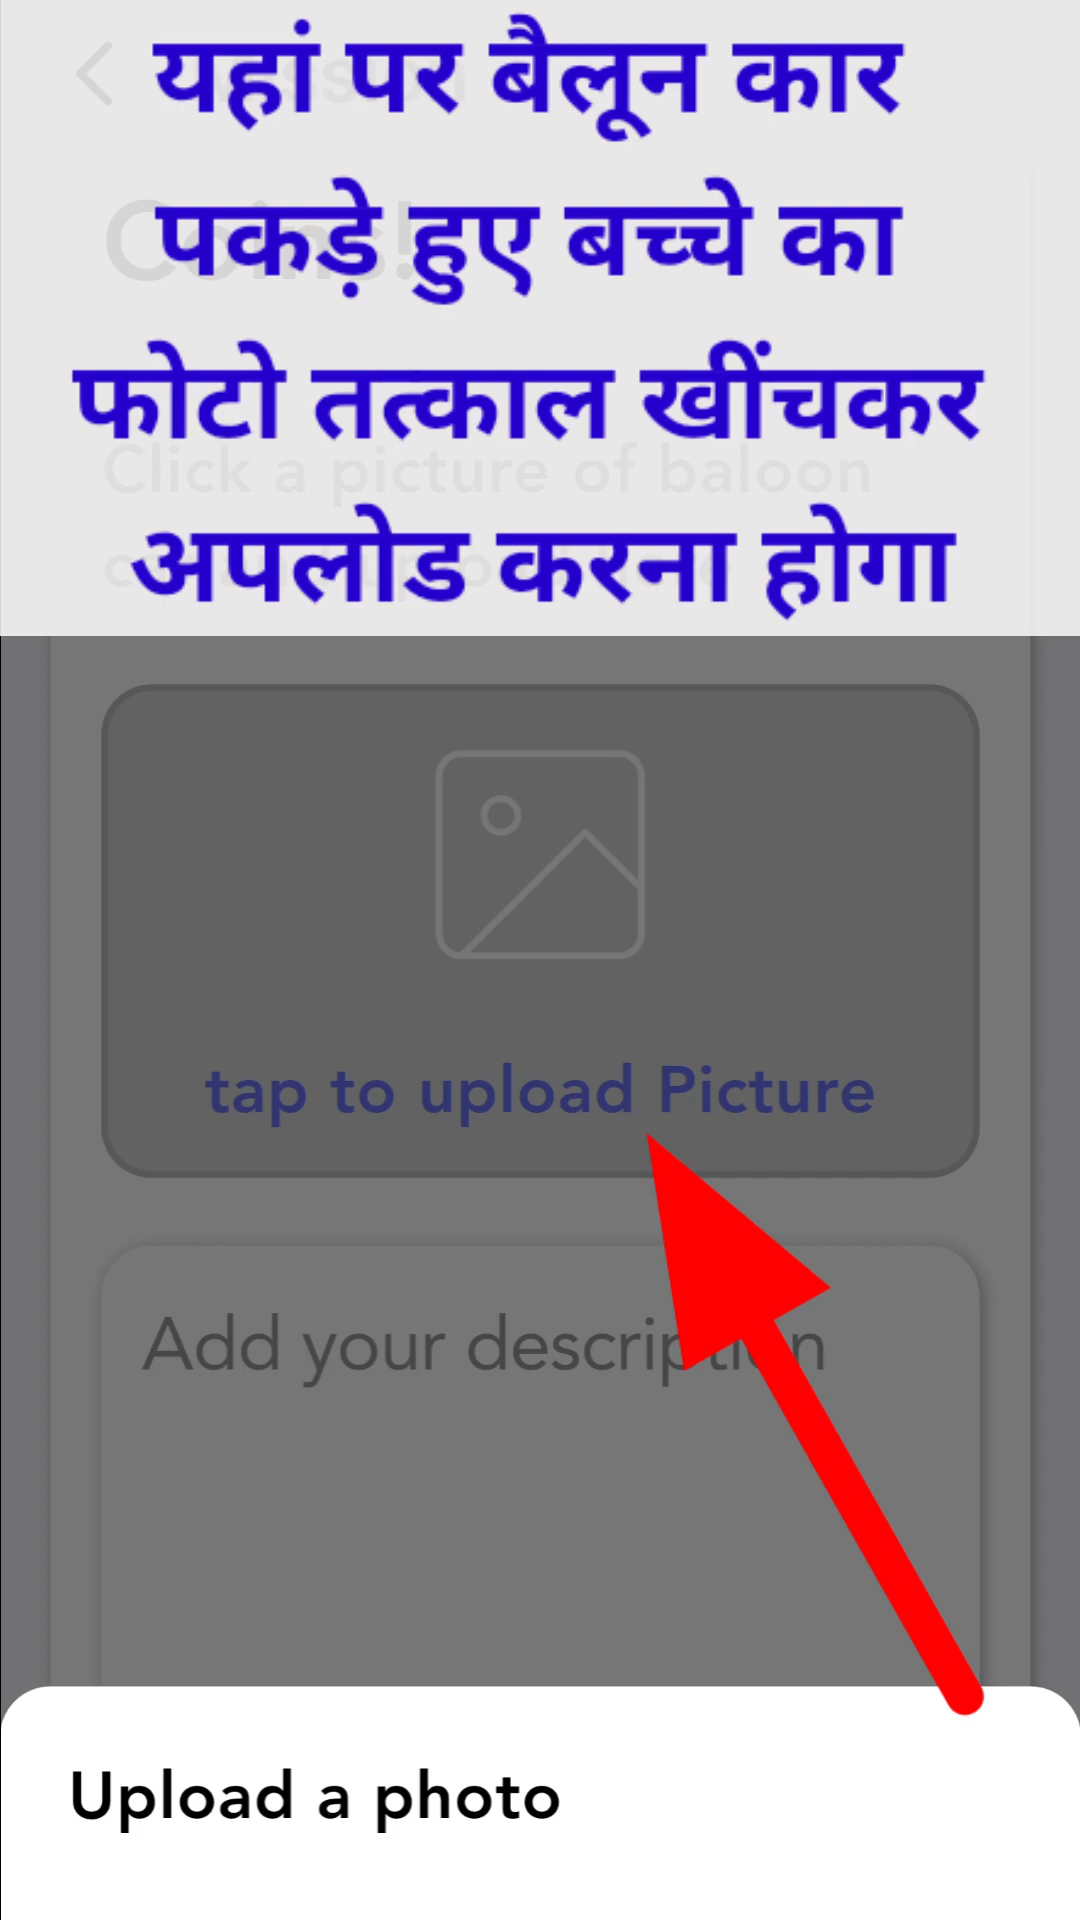 यहां पर बैलून कार
पकड़े हुए बच्चे का
फोटो तत्काल खींचकर
अपलोड करना होगा
Coins!
Click a picture of baloon
tap to upload Picture
Add your description
Upload a photo